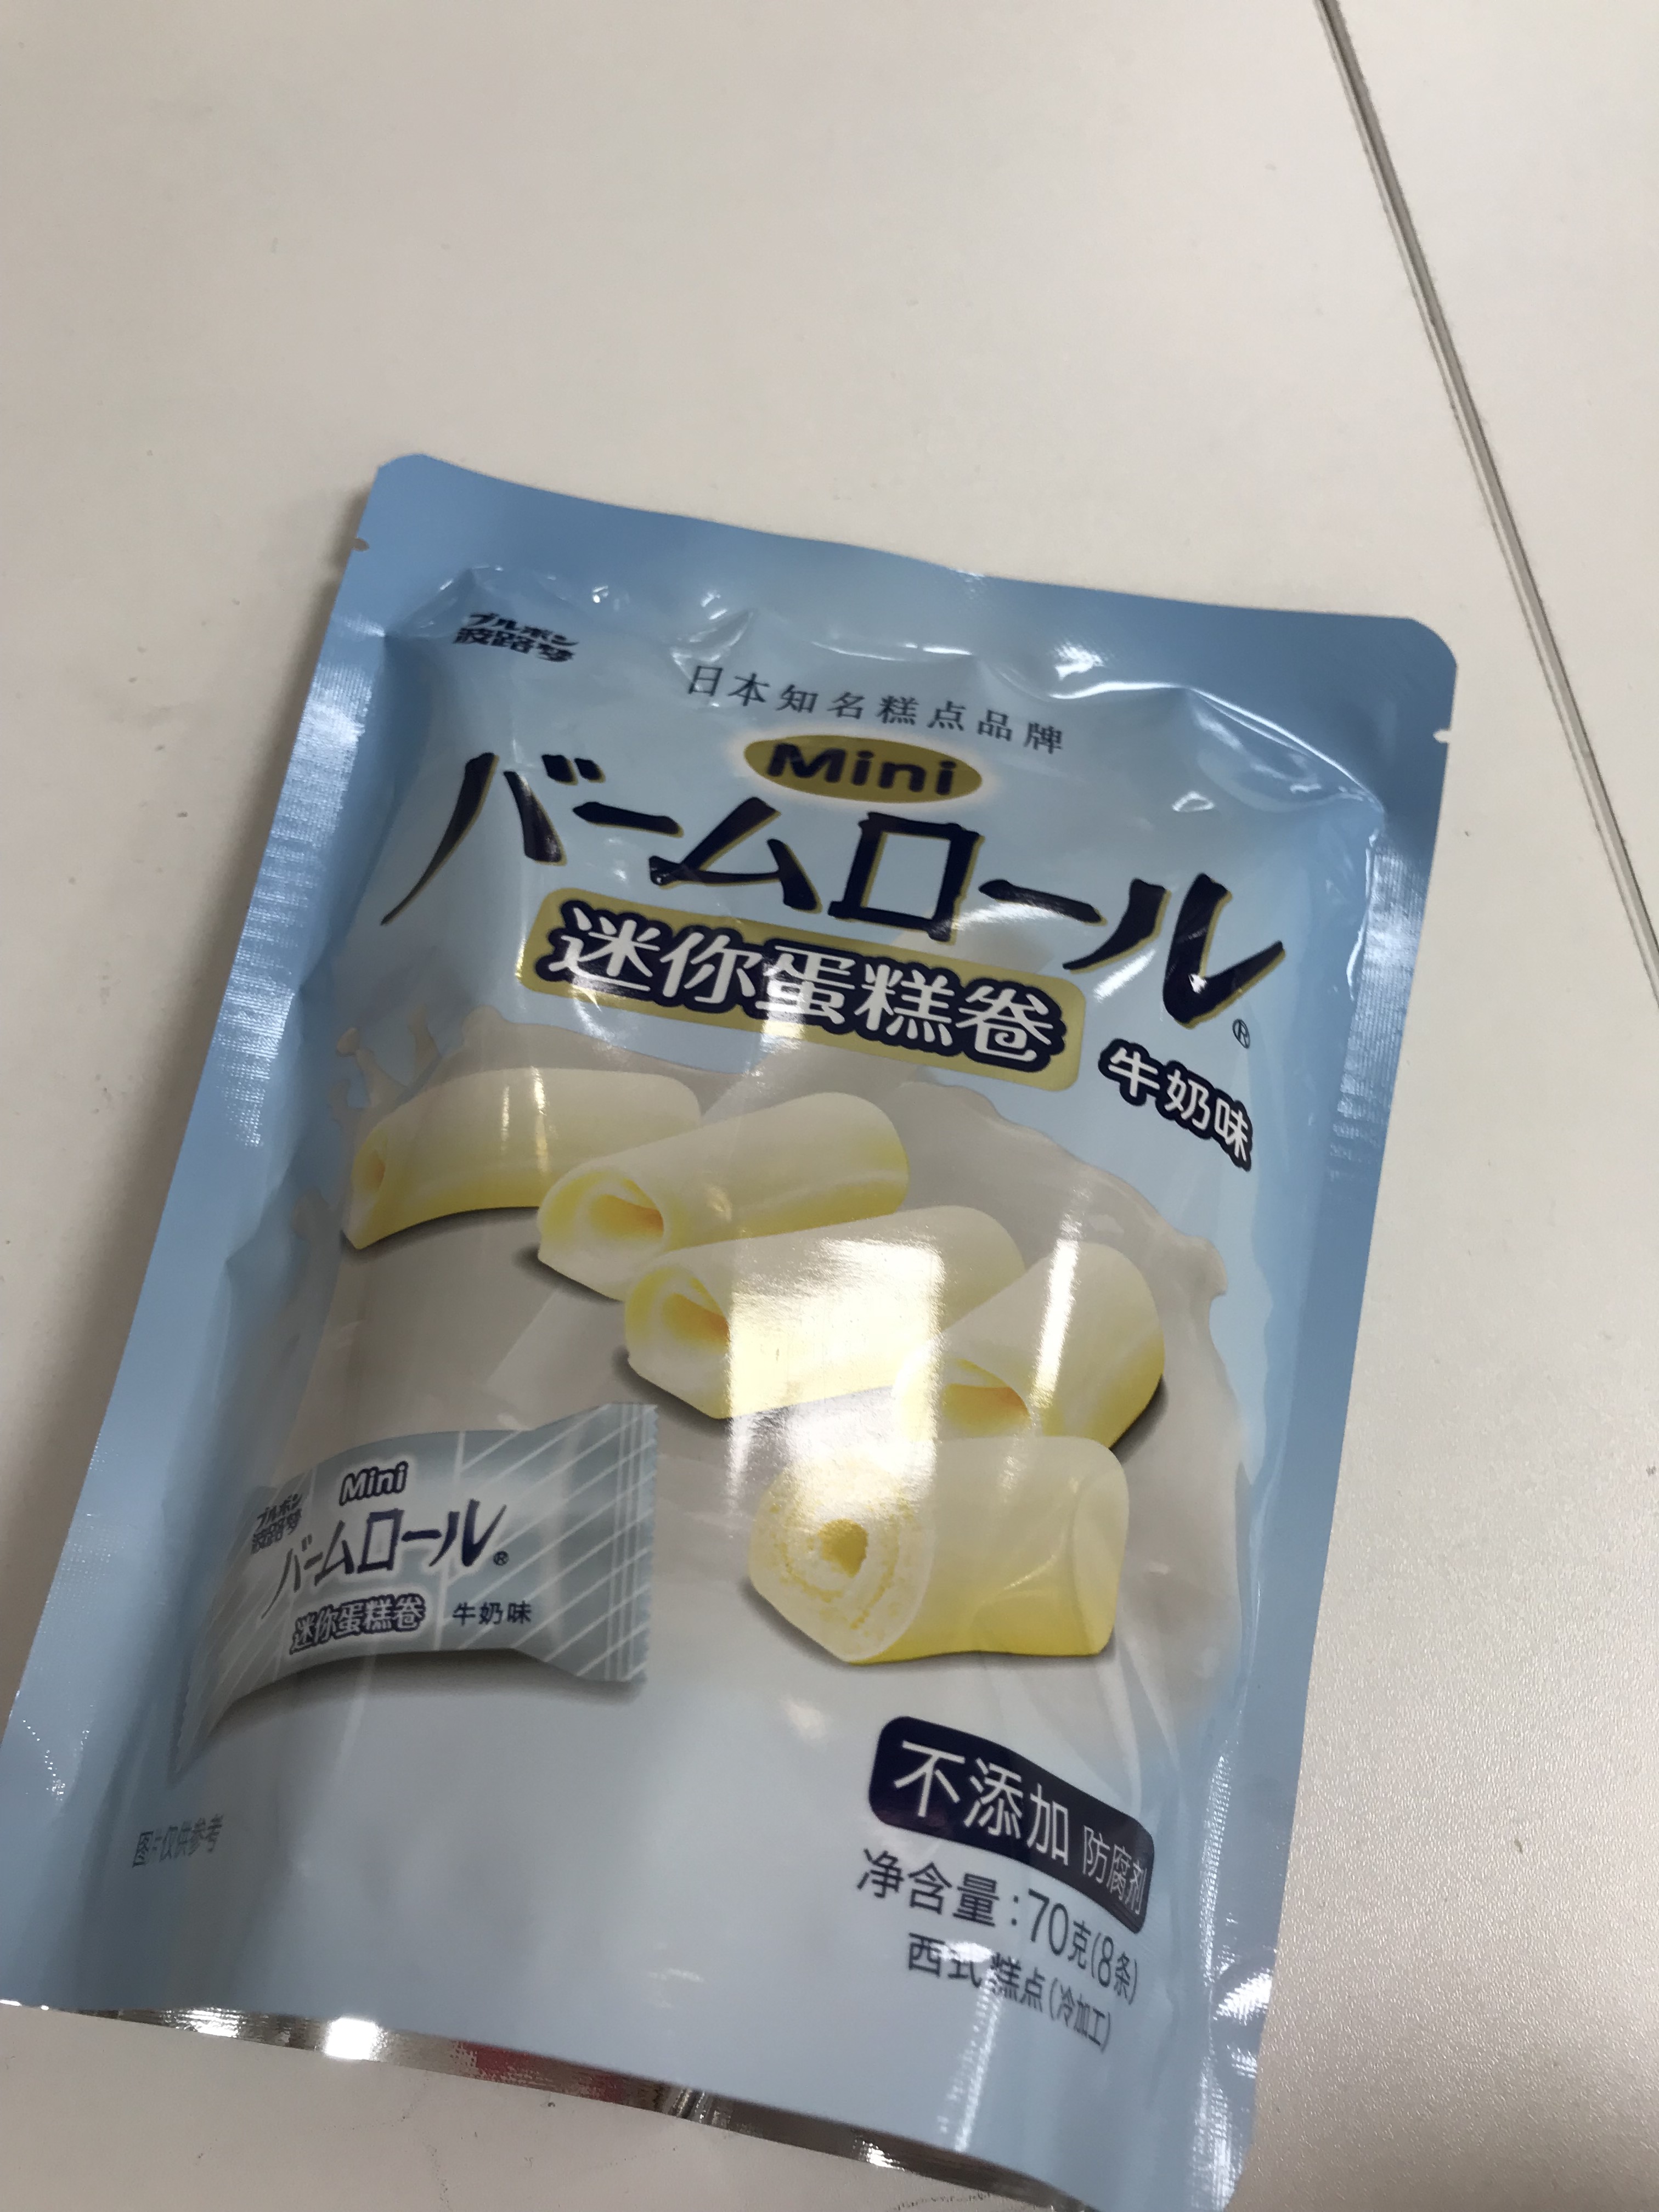 ブルボン
波路梦
日本知名糕点品牌
Mini
バームロール®
迷你蛋糕卷
牛奶味
Mini
ブルボン
波路梦
バームロール®
迷你蛋糕卷 牛奶味
不添加 防腐剂
净含量:70克(8条)
西式糕点(冷加工)
图片仅供参考